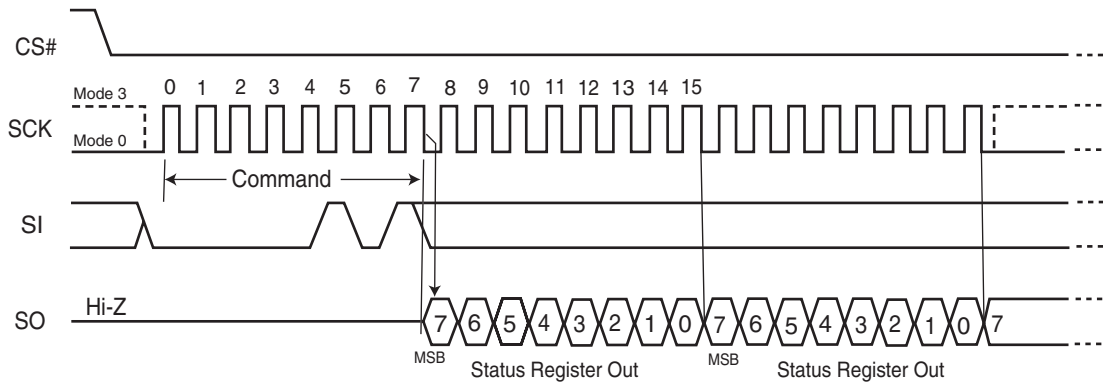 CS#
0 1 2 3 4 5 6 7 8 9 10 11 12 13 14 15
Mode 3
SCK
Mode 0
Command
SI
Hi-Z
SO
7 6 5 4 3 2 1 0 7 6 5 4 3 2 1 0 7
MSB Status Register Out MSB Status Register Out